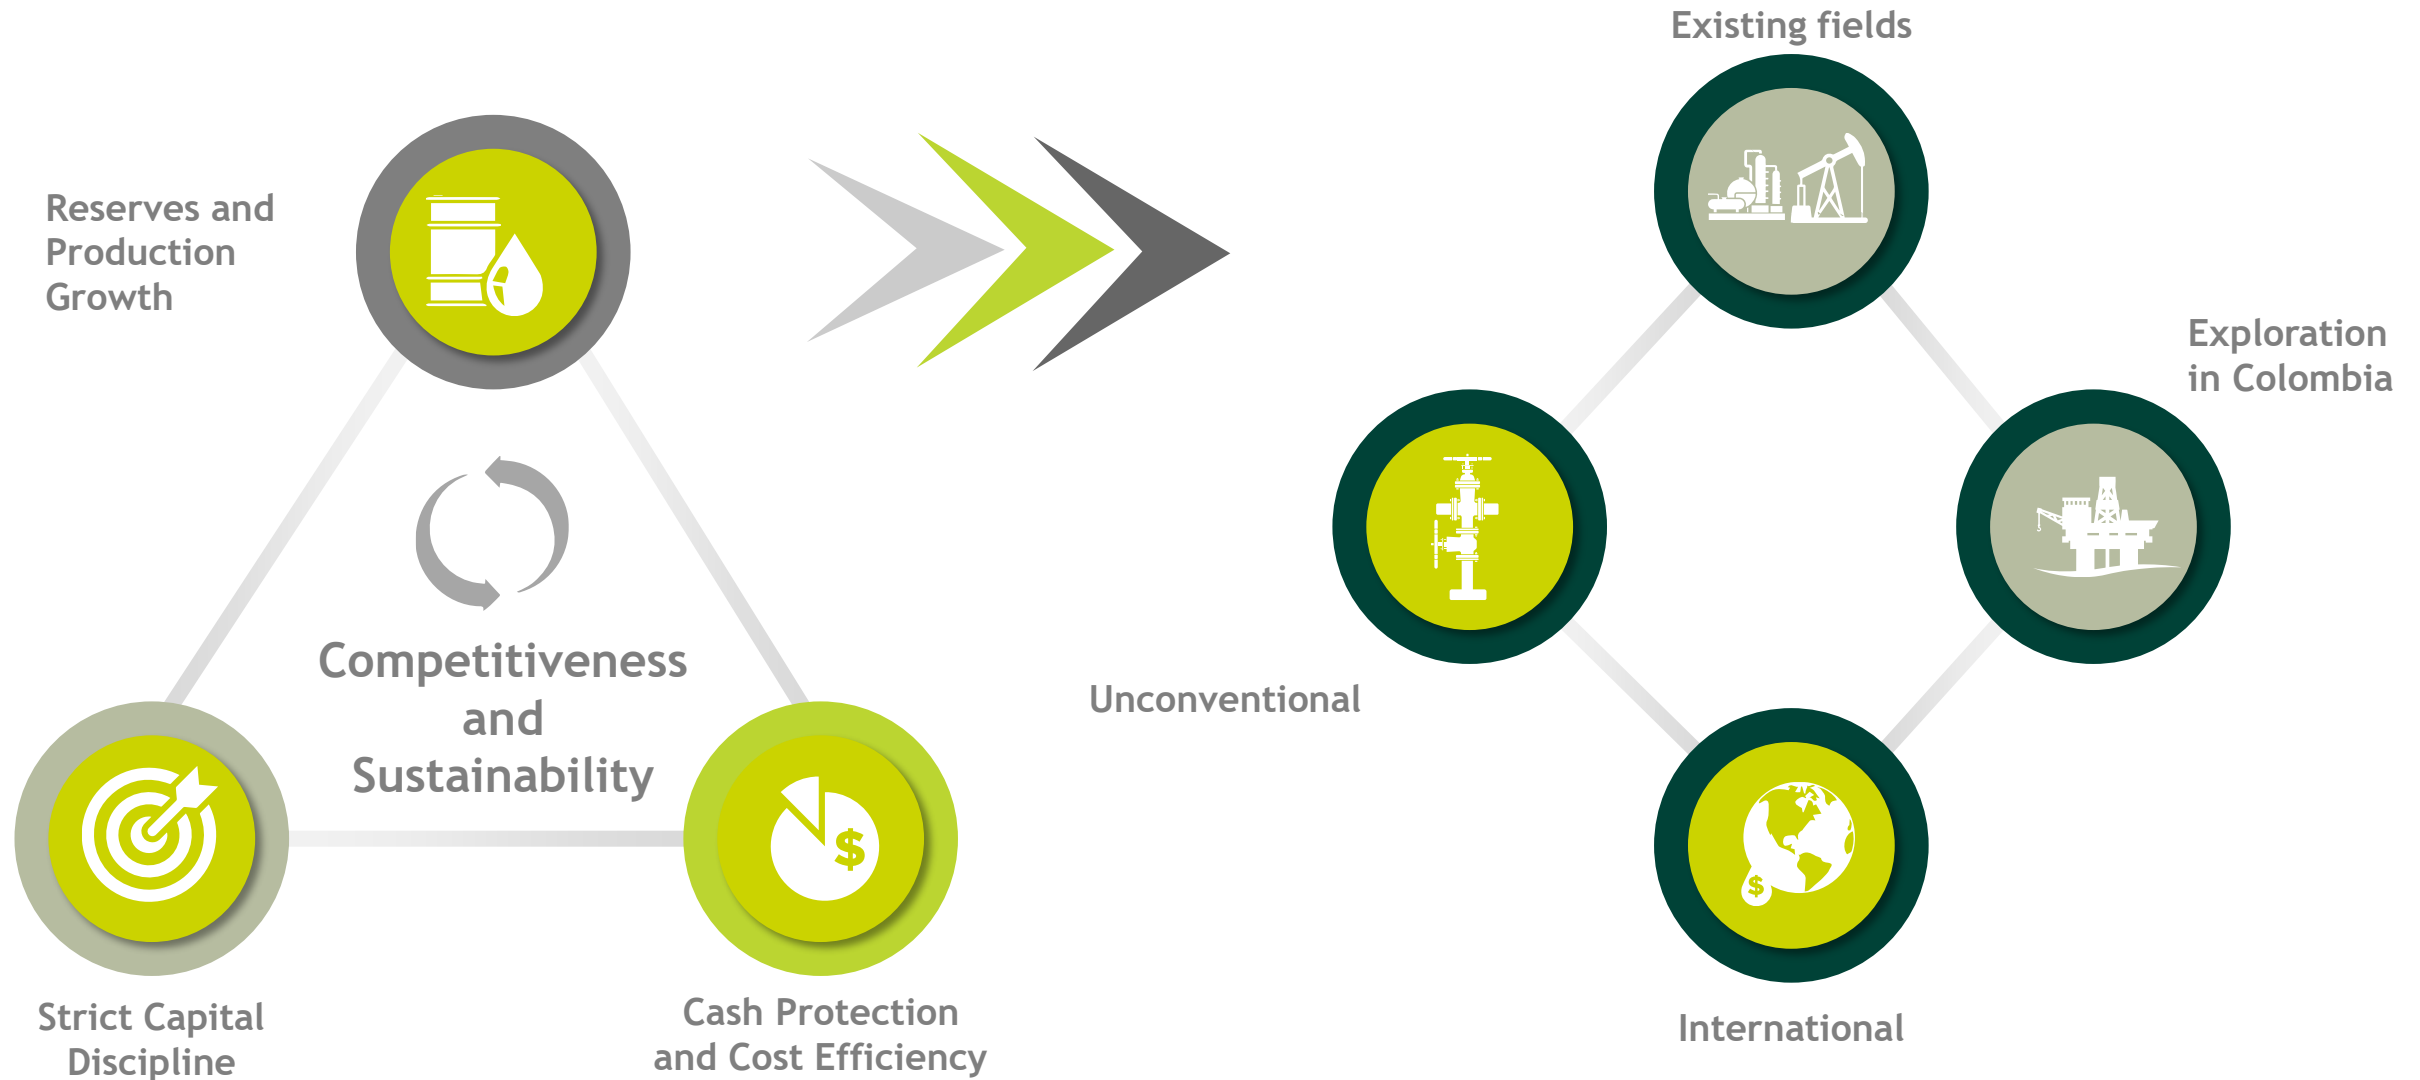 Reserves and
Production
Growth
Competitiveness
and
Sustainability
Strict Capital
Discipline
$
Cash Protection
and Cost Efficiency
Existing fields
Exploration
in Colombia
Unconventional
$
International